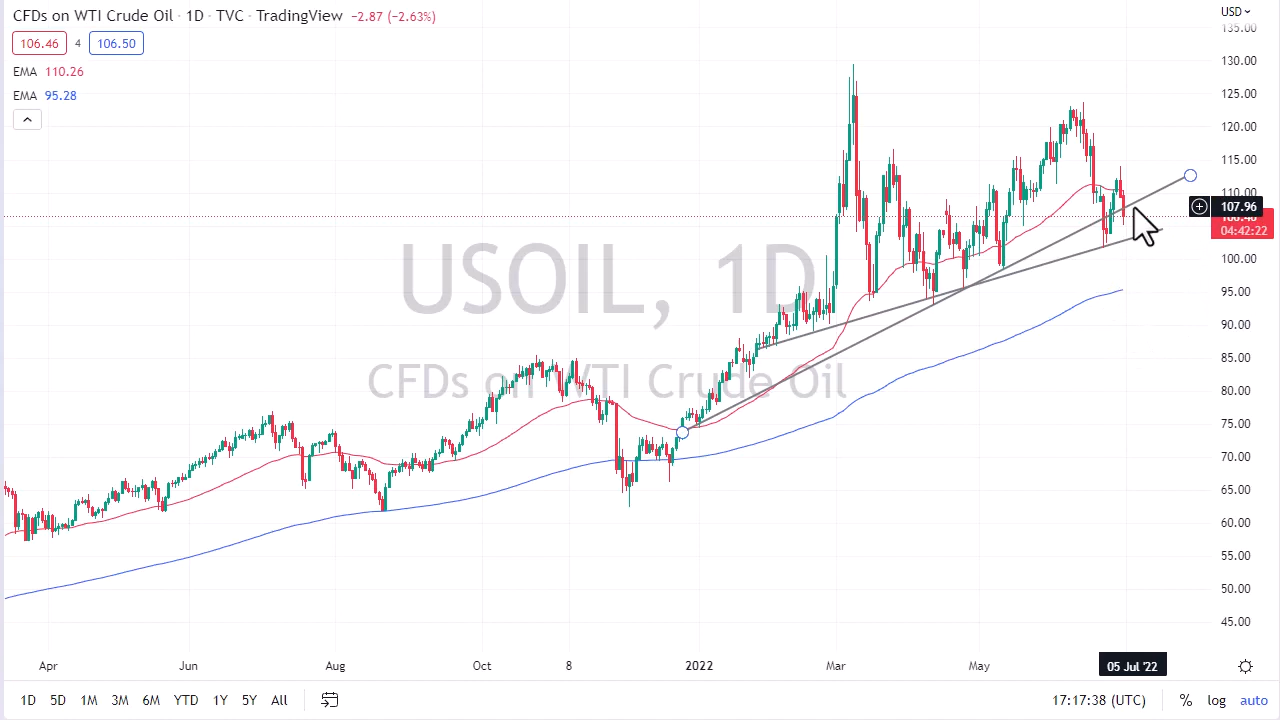 CFDs on WTI Crude Oil · 1D · TVC · TradingView −2.87 (−2.63%)
106.46 4 106.50
EMA 110.26
EMA 95.28
USD
135.00
130.00
125.00
120.00
115.00
110.00
107.96
04:42:22
100.00
95.00
90.00
85.00
80.00
75.00
70.00
65.00
60.00
55.00
50.00
45.00
USOIL, 1D
CFDs on WTI Crude Oil
Apr Jun Aug Oct 8 2022 Mar May 05 Jul '22
1D 5D 1M 3M 6M YTD 1Y 5Y All 17:17:38 (UTC) % log auto